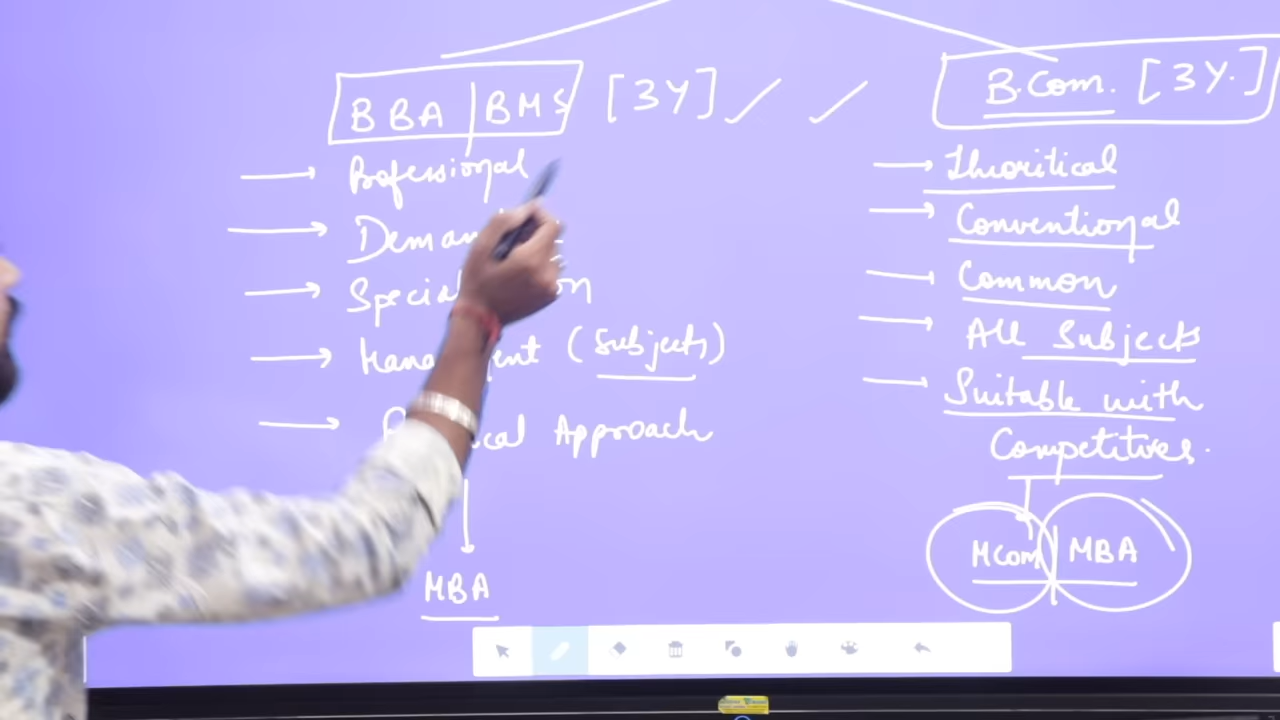 BBA | BMS [3Y]
Professional
Management (Subjects)
Approach
MBA
B.Com. [3Y.]
Theoritical
Conventional
Common
All Subjects
Suitable with
Competitives.
MCom | MBA